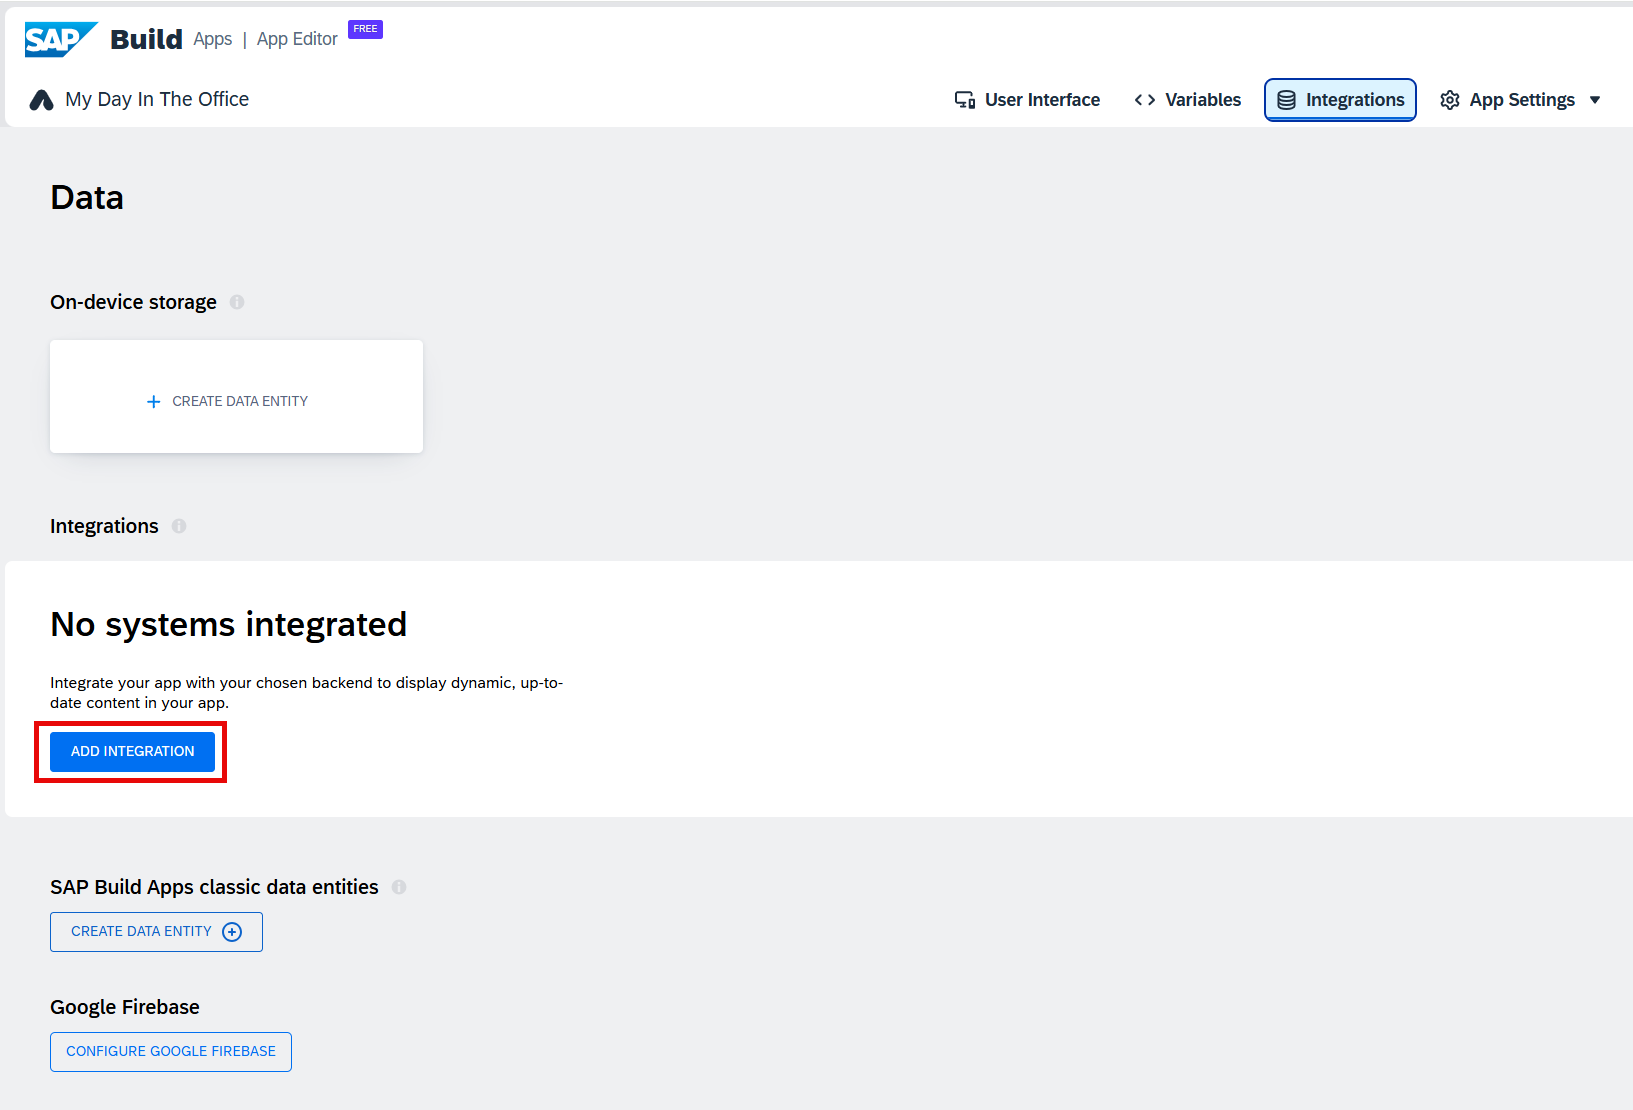 SAP Build Apps | App Editor FREE
My Day In The Office
User Interface Variables Integrations App Settings
Data
On-device storage
CREATE DATA ENTITY
Integrations
No systems integrated
Integrate your app with your chosen backend to display dynamic, up-to-
date content in your app.
ADD INTEGRATION
SAP Build Apps classic data entities
CREATE DATA ENTITY
Google Firebase
CONFIGURE GOOGLE FIREBASE